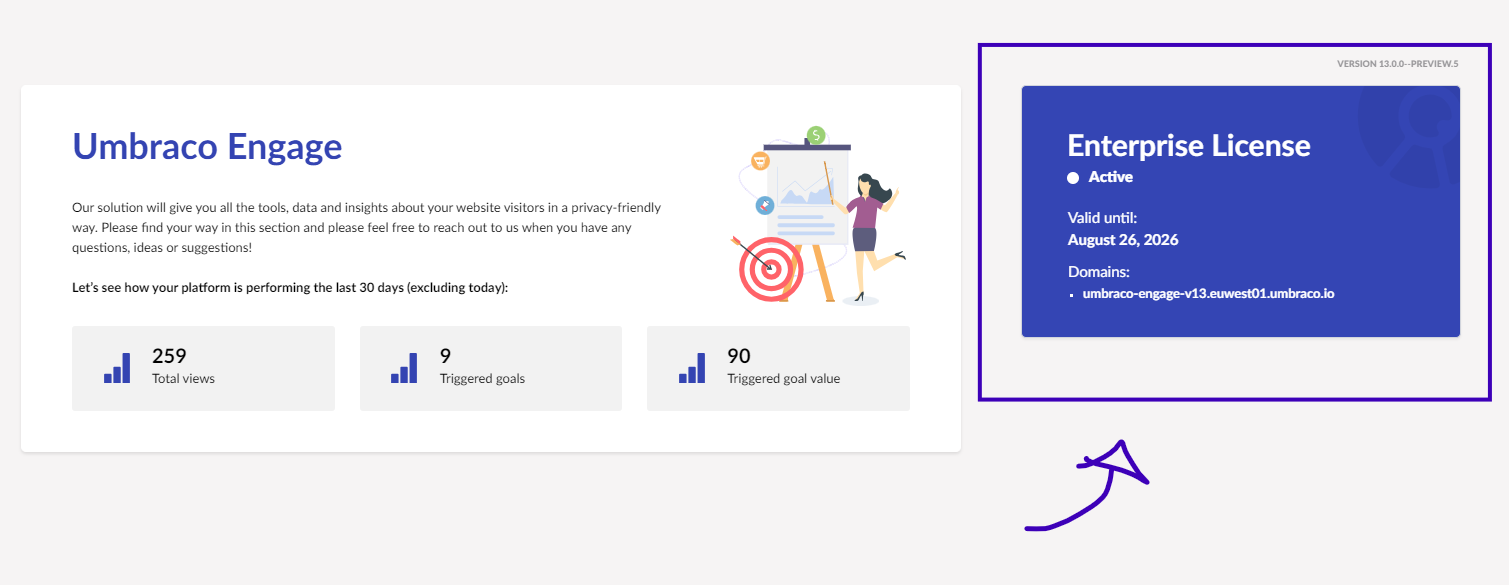 Umbraco Engage
Our solution will give you all the tools, data and insights about your website visitors in a privacy-friendly
way. Please find your way in this section and please feel free to reach out to us when you have any
questions, ideas or suggestions!
Let's see how your platform is performing the last 30 days (excluding today):
259
Total views
9
Triggered goals
90
Triggered goal value
VERSION 13.0.0--PREVIEW.5
Enterprise License
Active
Valid until:
August 26, 2026
Domains:
umbraco-engage-v13.euwest01.umbraco.io